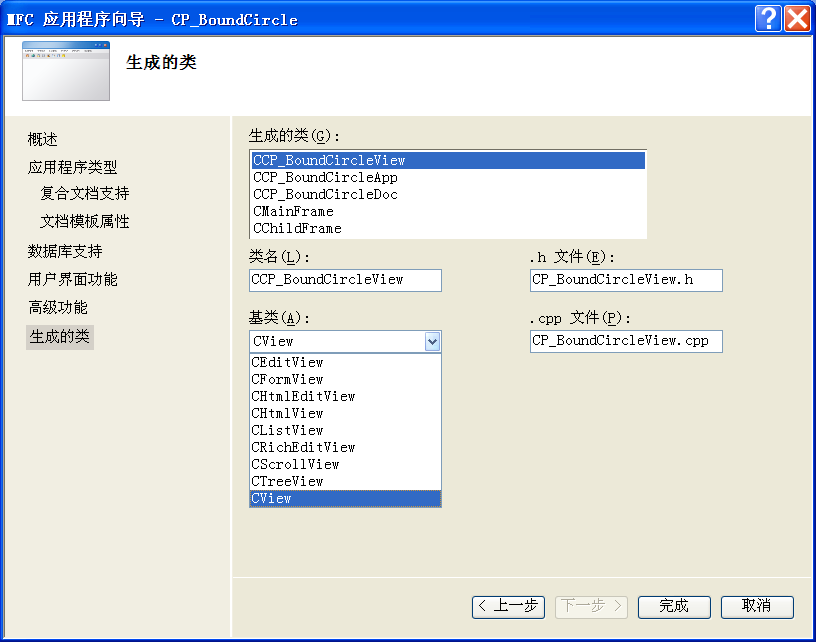 MFC 应用程序向导 - CP_BoundCircle
生成的类
概述
应用程序类型
复合文档支持
文档模板属性
数据库支持
用户界面功能
高级功能
生成的类
生成的类(G):
CCP_BoundCircleView
CCP_BoundCircleApp
CCP_BoundCircleDoc
CMainFrame
CChildFrame
类名(L):
.h 文件(E):
CCP_BoundCircleView
CP_BoundCircleView.h
基类(A):
.cpp 文件(P):
CView
CP_BoundCircleView.cpp
CEditView
CFormView
CHtmlEditView
CHtmlView
CListView
CRichEditView
CScrollView
CTreeView
CView
< 上一步
下一步 >
完成
取消